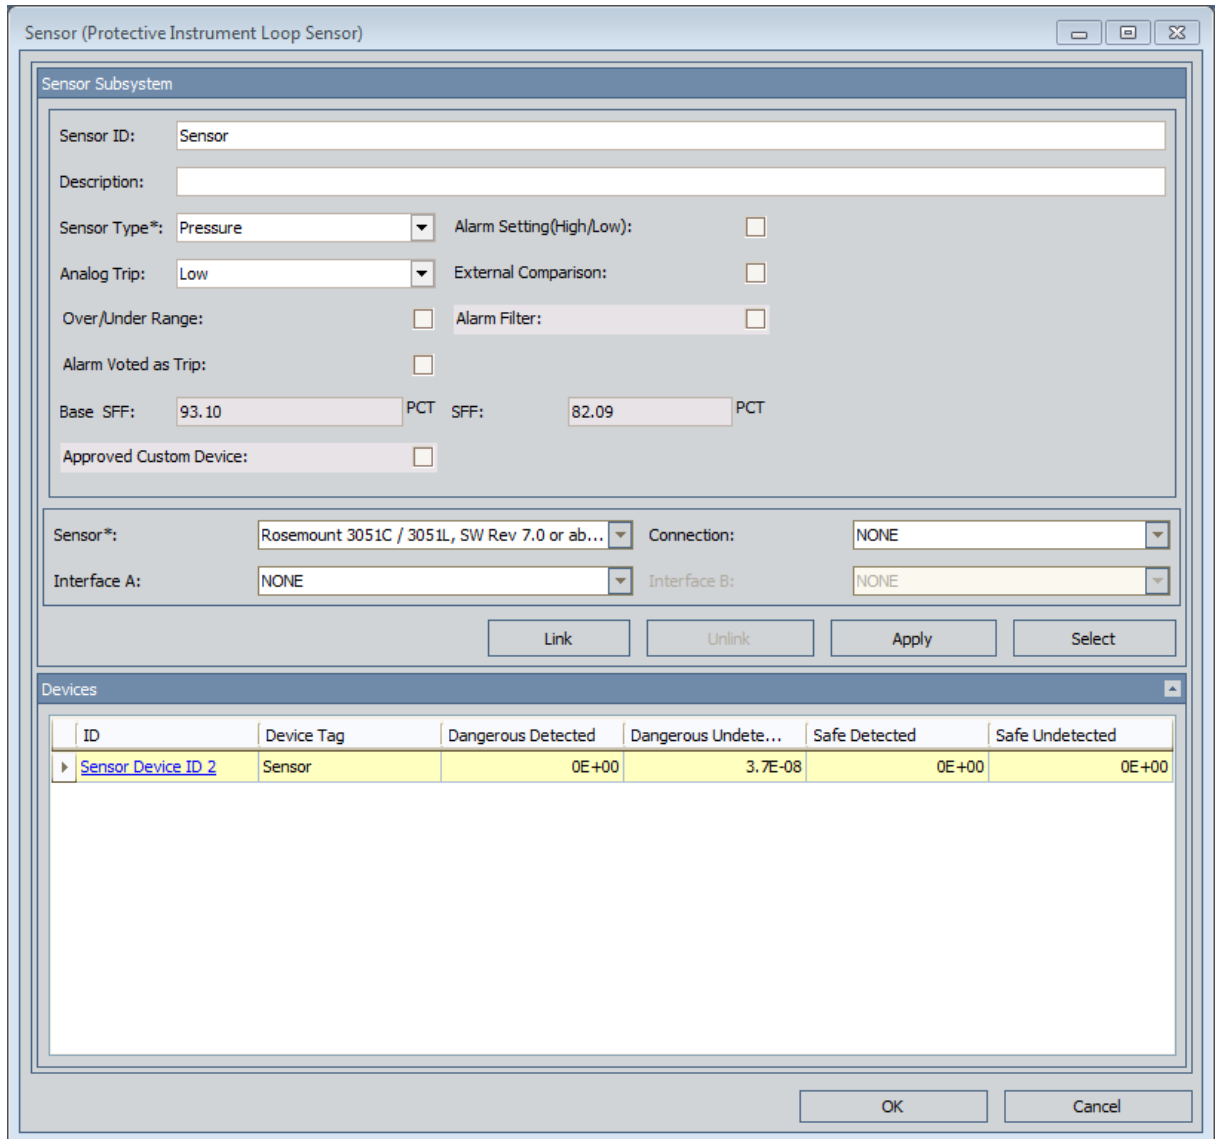 Sensor (Protective Instrument Loop Sensor)
Sensor Subsystem
Sensor ID: Sensor
Description:
Sensor Type*: Pressure Alarm Setting(High/Low):
Analog Trip: Low External Comparison:
Over/Under Range: Alarm Filter:
Alarm Voted as Trip:
Base SFF: 93.10 PCT SFF: 82.09 PCT
Approved Custom Device:
Sensor*: Rosemount 3051C / 3051L, SW Rev 7.0 or ab... Connection: NONE
Interface A: NONE Interface B: NONE
Link Unlink Apply Select
Devices
ID Device Tag Dangerous Detected Dangerous Undete... Safe Detected Safe Undetected
Sensor Device ID 2 Sensor 0E+00 3.7E-08 0E+00 0E+00
OK Cancel